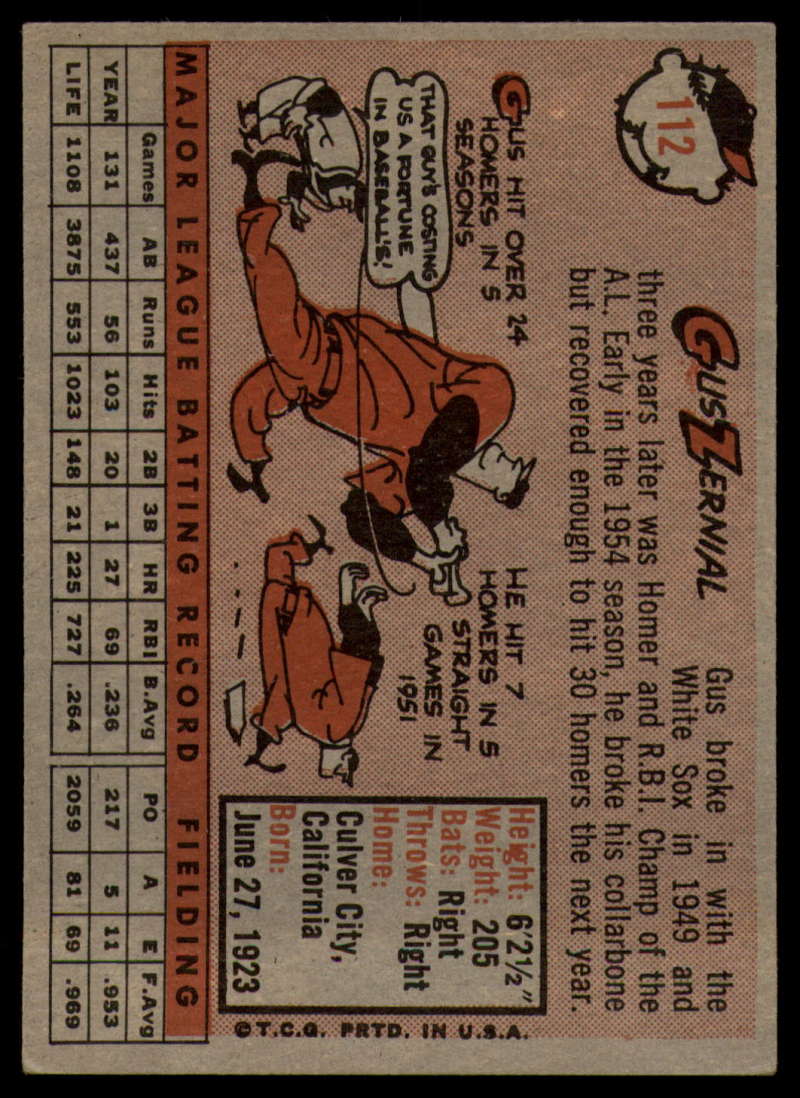 112
GUS ZERNIAL
Gus broke in with the
White Sox in 1949 and
three years later was Homer and R.B.I. Champ of the
A.L. Early in the 1954 season, he broke his collarbone
but recovered enough to hit 30 homers the next year.
GUS HIT OVER 24
HOMERS IN 5
SEASONS
THAT GUY'S COSTING
US A FORTUNE
IN BASEBALL'S!
HE HIT 7
HOMERS IN 5
STRAIGHT
GAMES IN
1951
Height: 6'2½"
Weight: 205
Bats: Right
Throws: Right
Home:
Culver City,
California
Born:
June 27, 1923
© T.C.G. PRTD. IN U.S.A.
MAJOR LEAGUE BATTING RECORD FIELDING
Games AB Runs Hits 2B 3B HR RBI B.Avg PO A E F.Avg
YEAR 131 437 56 103 20 1 27 69 .236 217 5 11 .953
LIFE 1108 3875 553 1023 148 21 225 727 .264 2059 81 69 .969